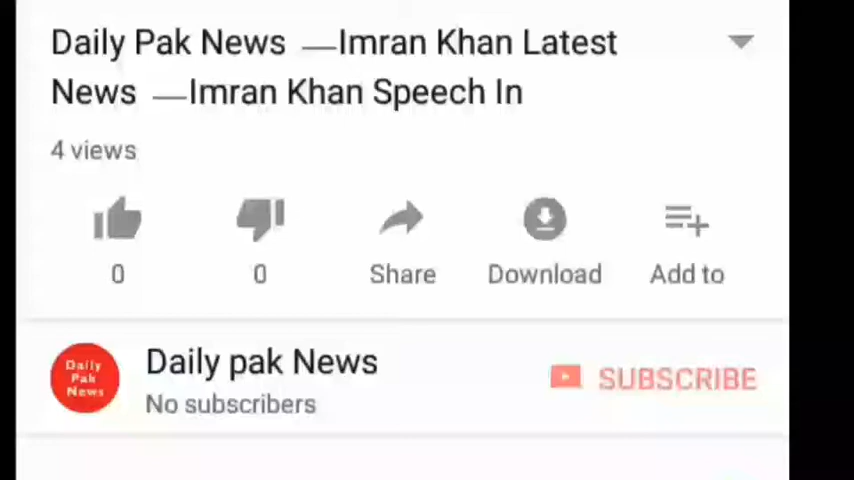 Daily Pak News —Imran Khan Latest
News —Imran Khan Speech In
4 views
0
0
Share
Download
Add to
Daily
Pak
News
Daily pak News
No subscribers
SUBSCRIBE